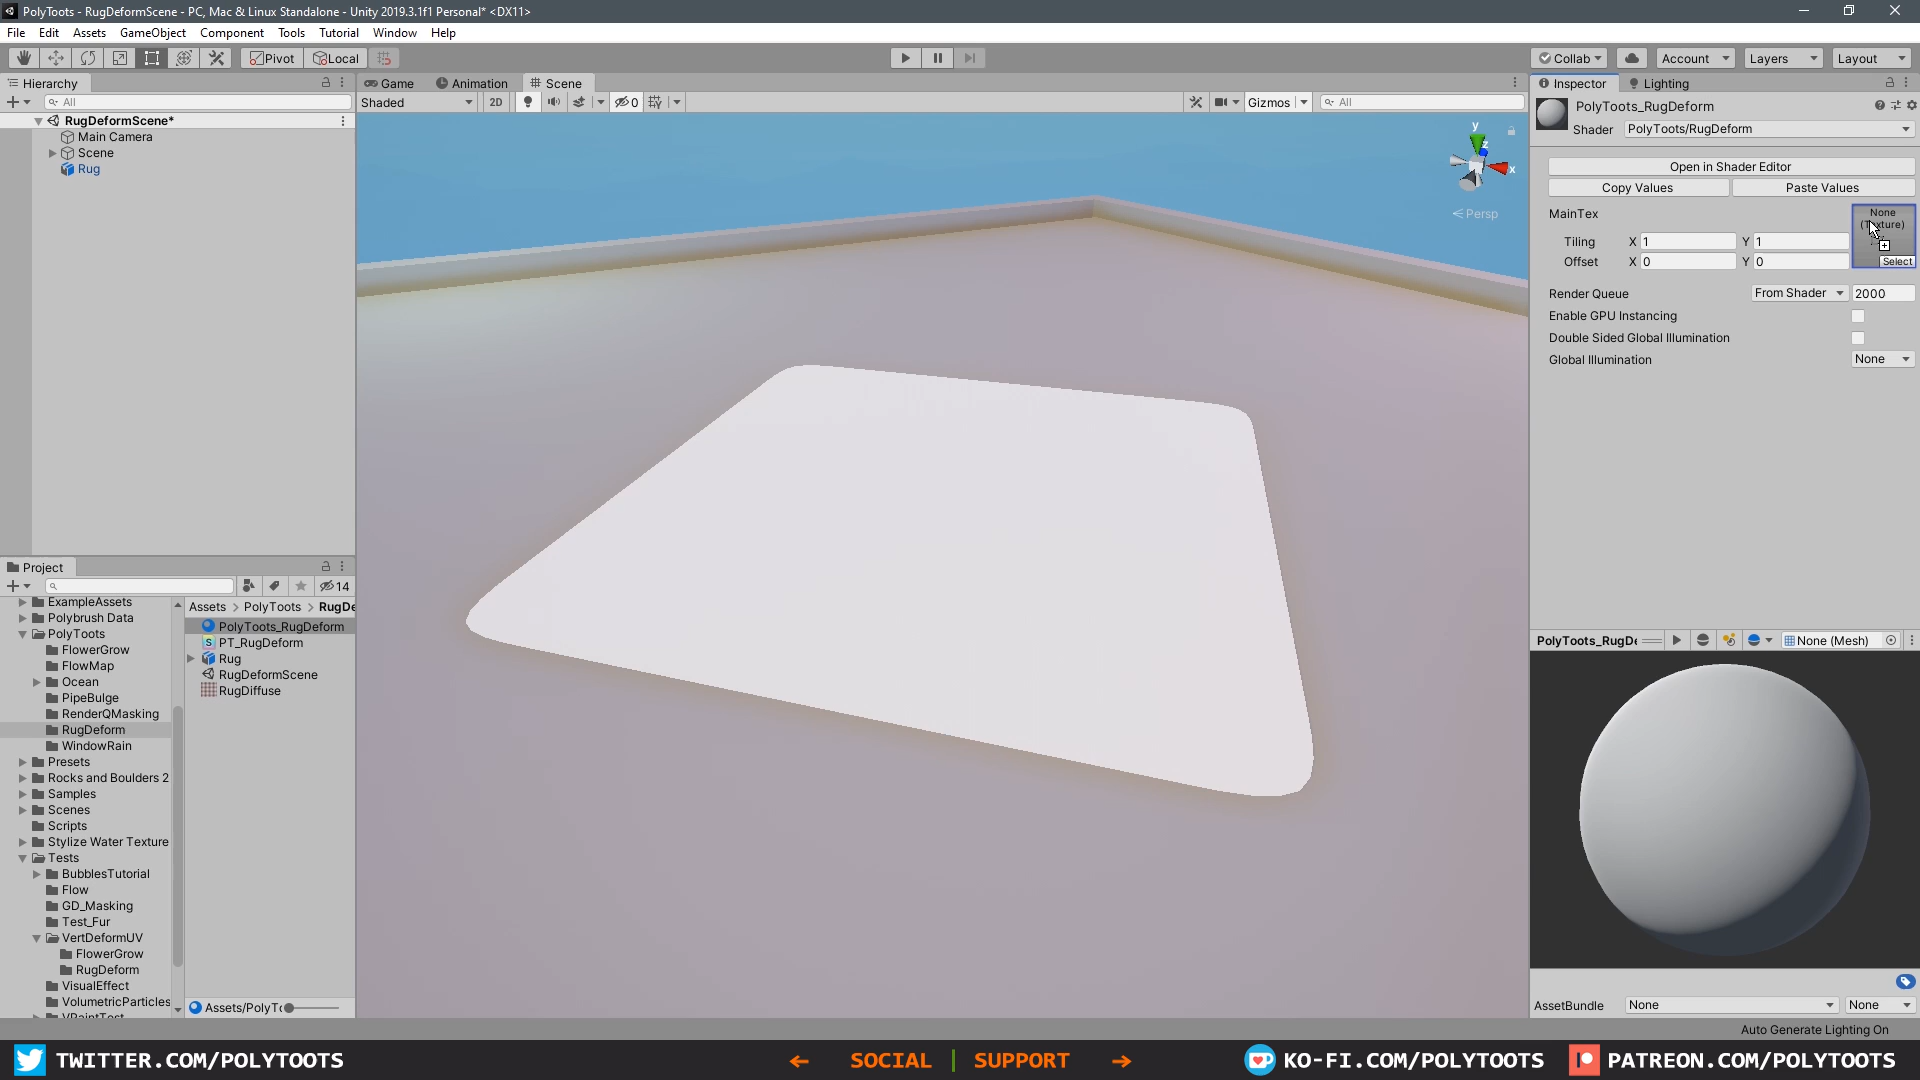 PolyToots - RugDeformScene - PC, Mac & Linux Standalone - Unity 2019.3.1f1 Personal* <DX11>
File Edit Assets GameObject Component Tools Tutorial Window Help
Pivot Local Collab Account Layers Layout
Hierarchy
All
RugDeformScene*
Main Camera
Scene
Rug
Game Animation Scene
Shaded 2D 0 Gizmos All
y
z
x
Persp
Inspector Lighting
PolyToots_RugDeform
Shader PolyToots/RugDeform
Open in Shader Editor
Copy Values Paste Values
MainTex
None
(Texture)
Tiling X 1 Y 1
Offset X 0 Y 0
Select
Render Queue From Shader 2000
Enable GPU Instancing
Double Sided Global Illumination
Global Illumination None
Project
14
ExampleAssets
Polybrush Data
PolyToots
FlowerGrow
FlowMap
Ocean
PipeBulge
RenderQMasking
RugDeform
WindowRain
Presets
Rocks and Boulders 2
Samples
Scenes
Scripts
Stylize Water Texture
Tests
BubblesTutorial
Flow
GD_Masking
Test_Fur
VertDeformUV
FlowerGrow
RugDeform
VisualEffect
VolumetricParticles
VPaintTest
Assets > PolyToots > RugDe
PolyToots_RugDeform
PT_RugDeform
Rug
RugDeformScene
RugDiffuse
Assets/PolyTo
PolyToots_RugDe None (Mesh)
AssetBundle None None
Auto Generate Lighting On
TWITTER.COM/POLYTOOTS
← SOCIAL | SUPPORT →
KO-FI.COM/POLYTOOTS
PATREON.COM/POLYTOOTS